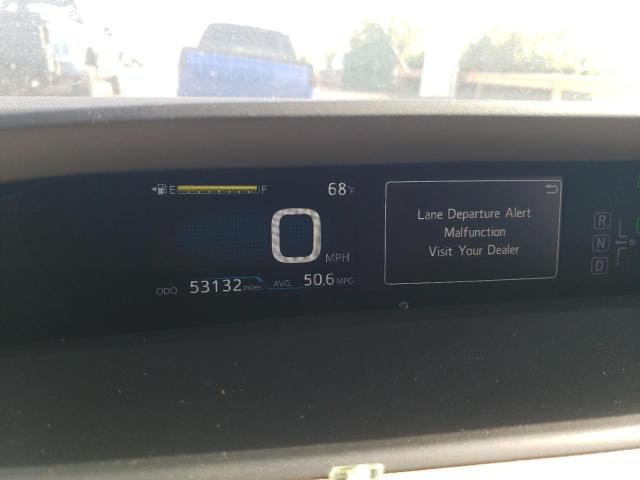 E F 68°F
0 MPH
ODO 53132 miles AVG. 50.6 MPG
Lane Departure Alert
Malfunction
Visit Your Dealer
R
N
D